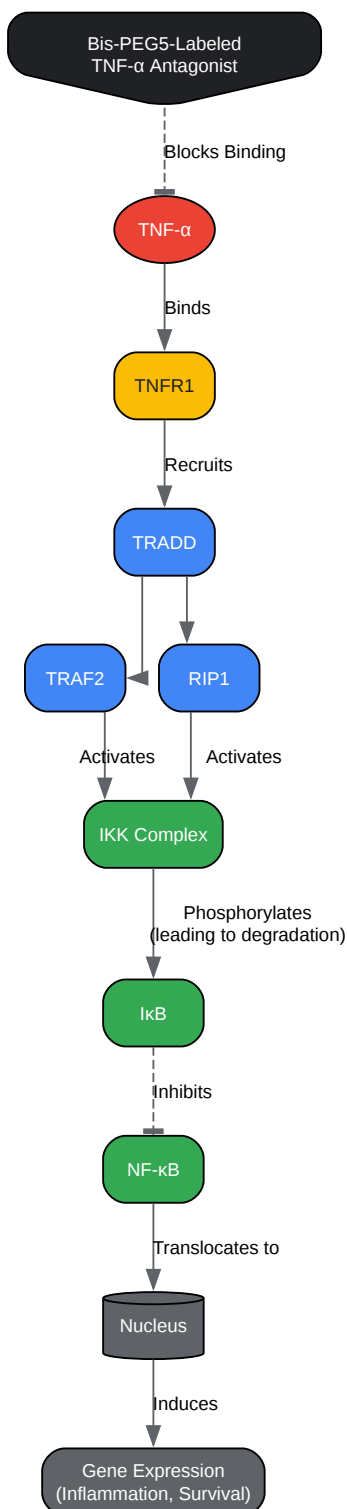 Bis-PEG5-Labeled
TNF-α Antagonist
Blocks Binding
TNF-α
Binds
TNFR1
Recruits
TRADD
TRAF2
RIP1
Activates
Activates
IKK Complex
Phosphorylates
(leading to degradation)
IκB
Inhibits
NF-κB
Translocates to
Nucleus
Induces
Gene Expression
(Inflammation, Survival)